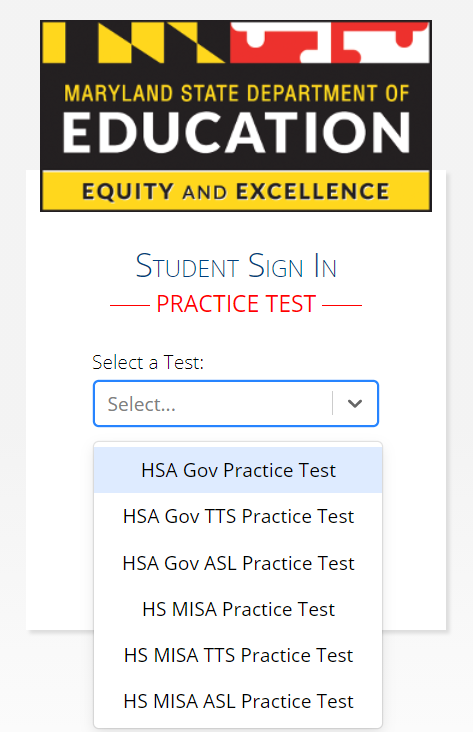 MARYLAND STATE DEPARTMENT OF
EDUCATION
EQUITY AND EXCELLENCE
STUDENT SIGN IN
PRACTICE TEST
Select a Test:
Select...
HSA Gov Practice Test
HSA Gov TTS Practice Test
HSA Gov ASL Practice Test
HS MISA Practice Test
HS MISA TTS Practice Test
HS MISA ASL Practice Test